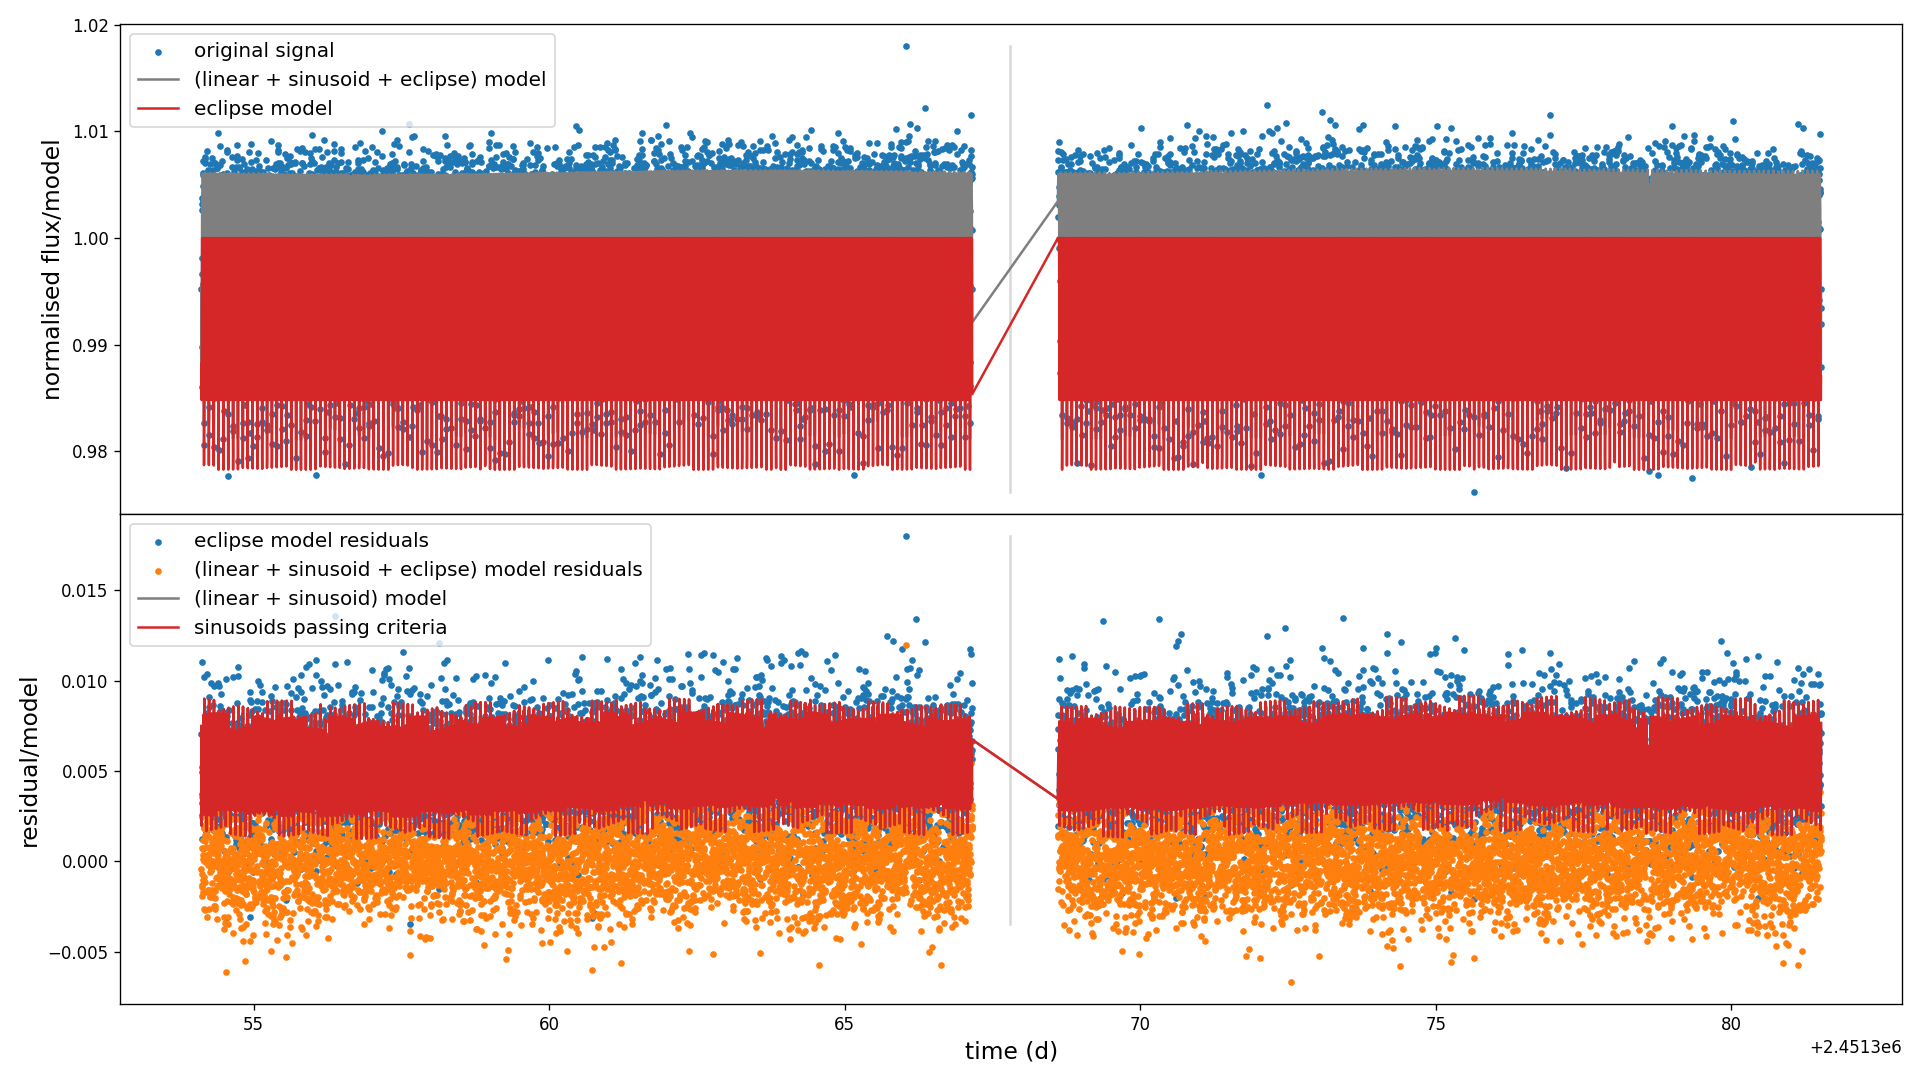 1.02
1.01
1.00
0.99
0.98
normalised flux/model
original signal
(linear + sinusoid + eclipse) model
eclipse model
0.015
0.010
0.005
0.000
−0.005
residual/model
eclipse model residuals
(linear + sinusoid + eclipse) model residuals
(linear + sinusoid) model
sinusoids passing criteria
55 60 65 70 75 80
time (d)
+2.4513e6